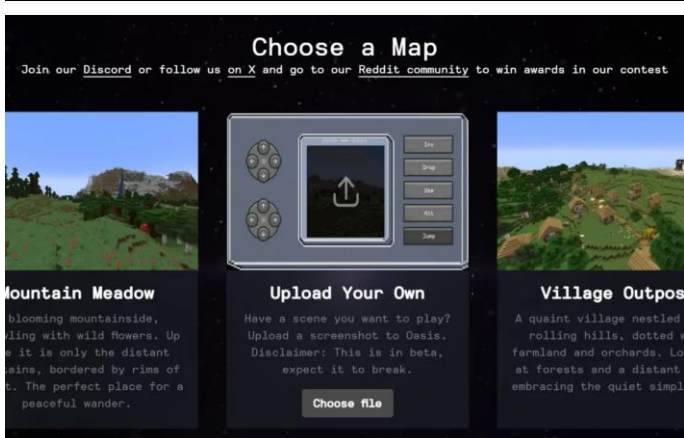 Choose a Map
Join our Discord or follow us on X and go to our Reddit community to win awards in our contest
Inv
Drop
Use
Atk
Jump
Mountain Meadow
blooming mountainside,
ling with wild flowers. Up
e it is only the distant
ains, bordered by rims of
t. The perfect place for a
peaceful wander.
Upload Your Own
Have a scene you want to play?
Upload a screenshot to Oasis.
Disclaimer: This is in beta,
expect it to break.
Choose file
Village Outpos
A quaint village nestled
rolling hills, dotted w
farmland and orchards. Lo
at forests and a distant
embracing the quiet simpl